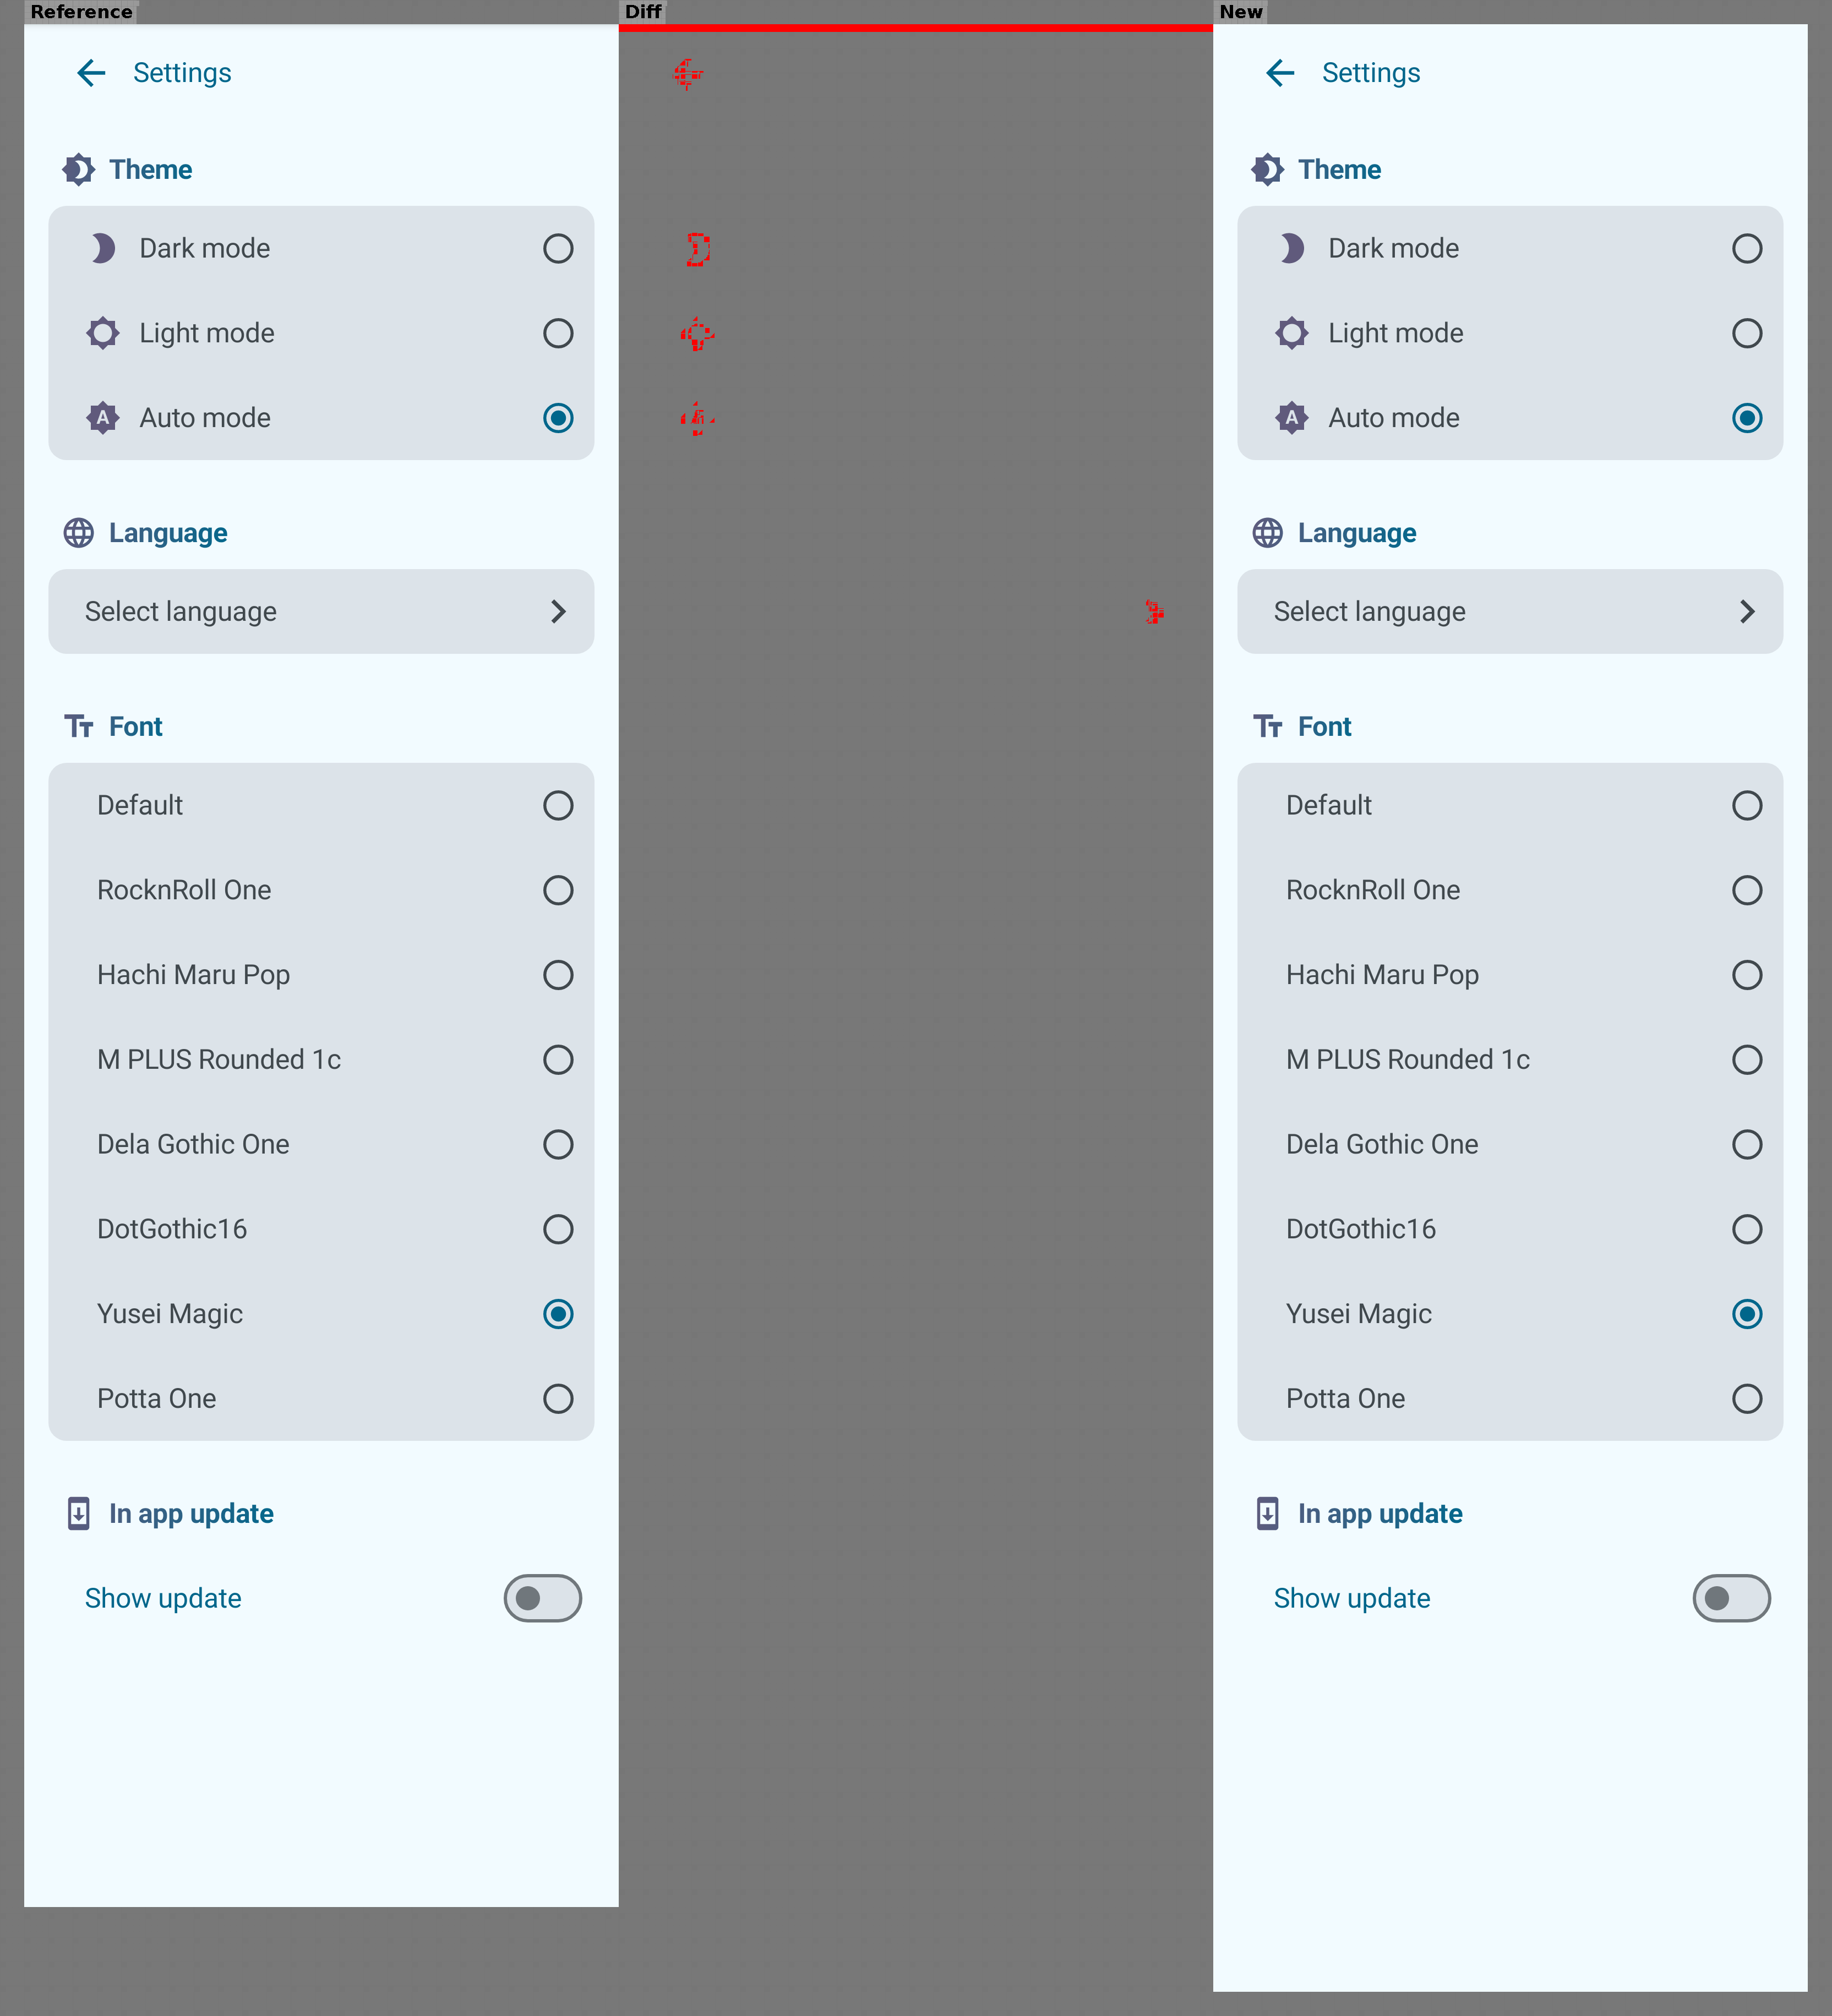 Reference
Diff
New
Settings
Theme
Dark mode
Light mode
A Auto mode
Language
Select language
Tт Font
Default
RocknRoll One
Hachi Maru Pop
M PLUS Rounded 1c
Dela Gothic One
DotGothic16
Yusei Magic
Potta One
In app update
Show update
Settings
Theme
Dark mode
Light mode
A Auto mode
Language
Select language
Tт Font
Default
RocknRoll One
Hachi Maru Pop
M PLUS Rounded 1c
Dela Gothic One
DotGothic16
Yusei Magic
Potta One
In app update
Show update